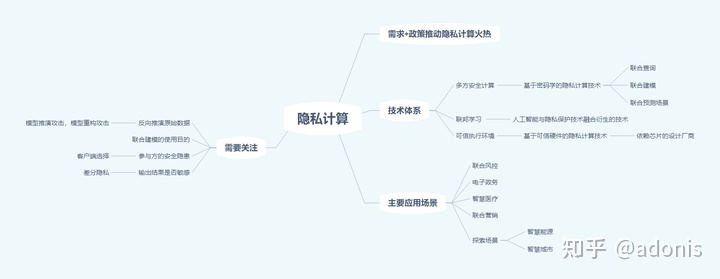 隐私计算
需求+政策推动隐私计算火热
技术体系
多方安全计算
基于密码学的隐私计算技术
联合查询
联合建模
联合预测场景
联邦学习
人工智能与隐私保护技术融合衍生的技术
可信执行环境
基于可信硬件的隐私计算技术
依赖芯片的设计厂商
主要应用场景
联合风控
电子政务
智慧医疗
联合营销
探索场景
智慧能源
智慧城市
需要关注
反向推演原始数据
模型推演攻击，模型重构攻击
联合建模的使用目的
参与方的安全隐患
客户端选择
输出结果是否敏感
差分隐私
知乎 @adonis